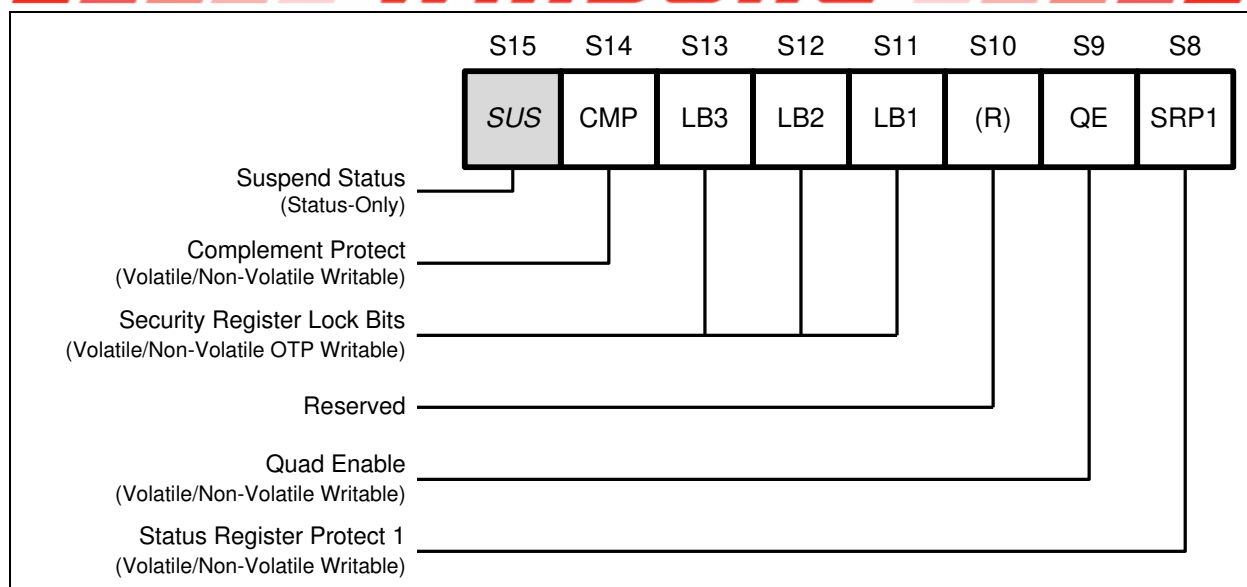 S15 S14 S13 S12 S11 S10 S9 S8
SUS CMP LB3 LB2 LB1 (R) QE SRP1
Suspend Status
(Status-Only)
Complement Protect
(Volatile/Non-Volatile Writable)
Security Register Lock Bits
(Volatile/Non-Volatile OTP Writable)
Reserved
Quad Enable
(Volatile/Non-Volatile Writable)
Status Register Protect 1
(Volatile/Non-Volatile Writable)